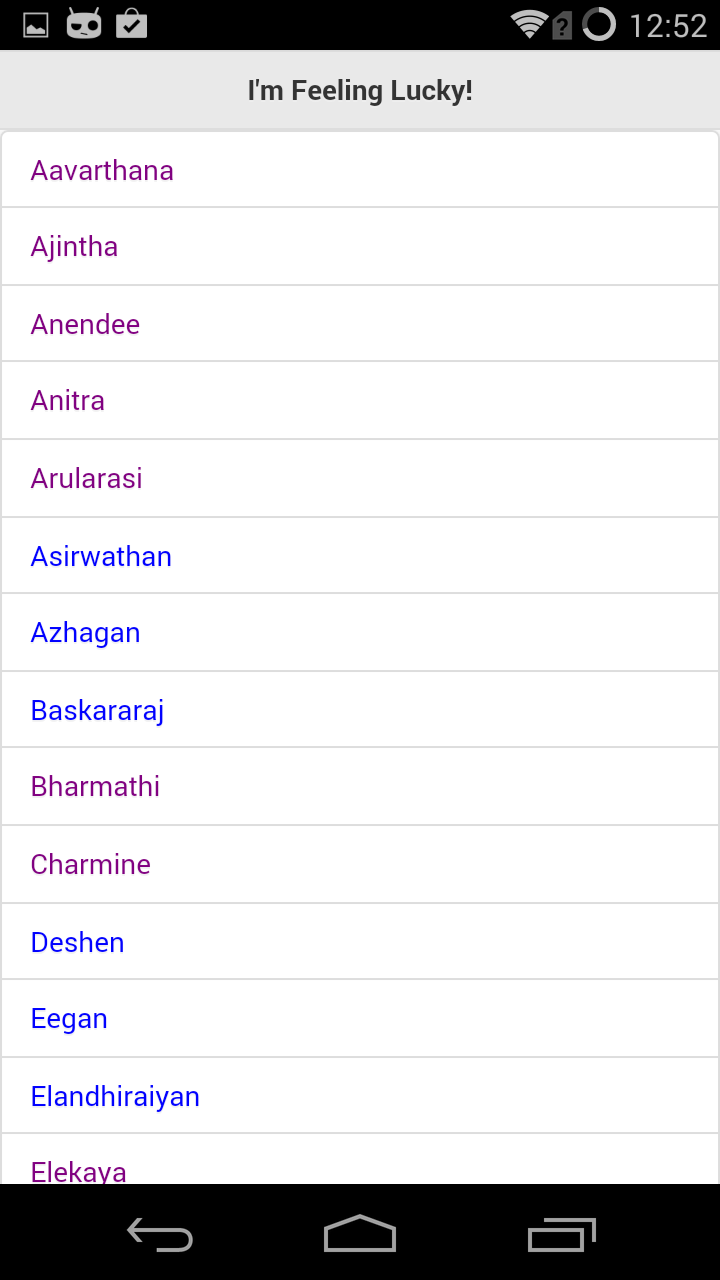 12:52
I'm Feeling Lucky!
Aavarthana
Ajintha
Anendee
Anitra
Arularasi
Asirwathan
Azhagan
Baskararaj
Bharmathi
Charmine
Deshen
Eegan
Elandhiraiyan
Elekaya